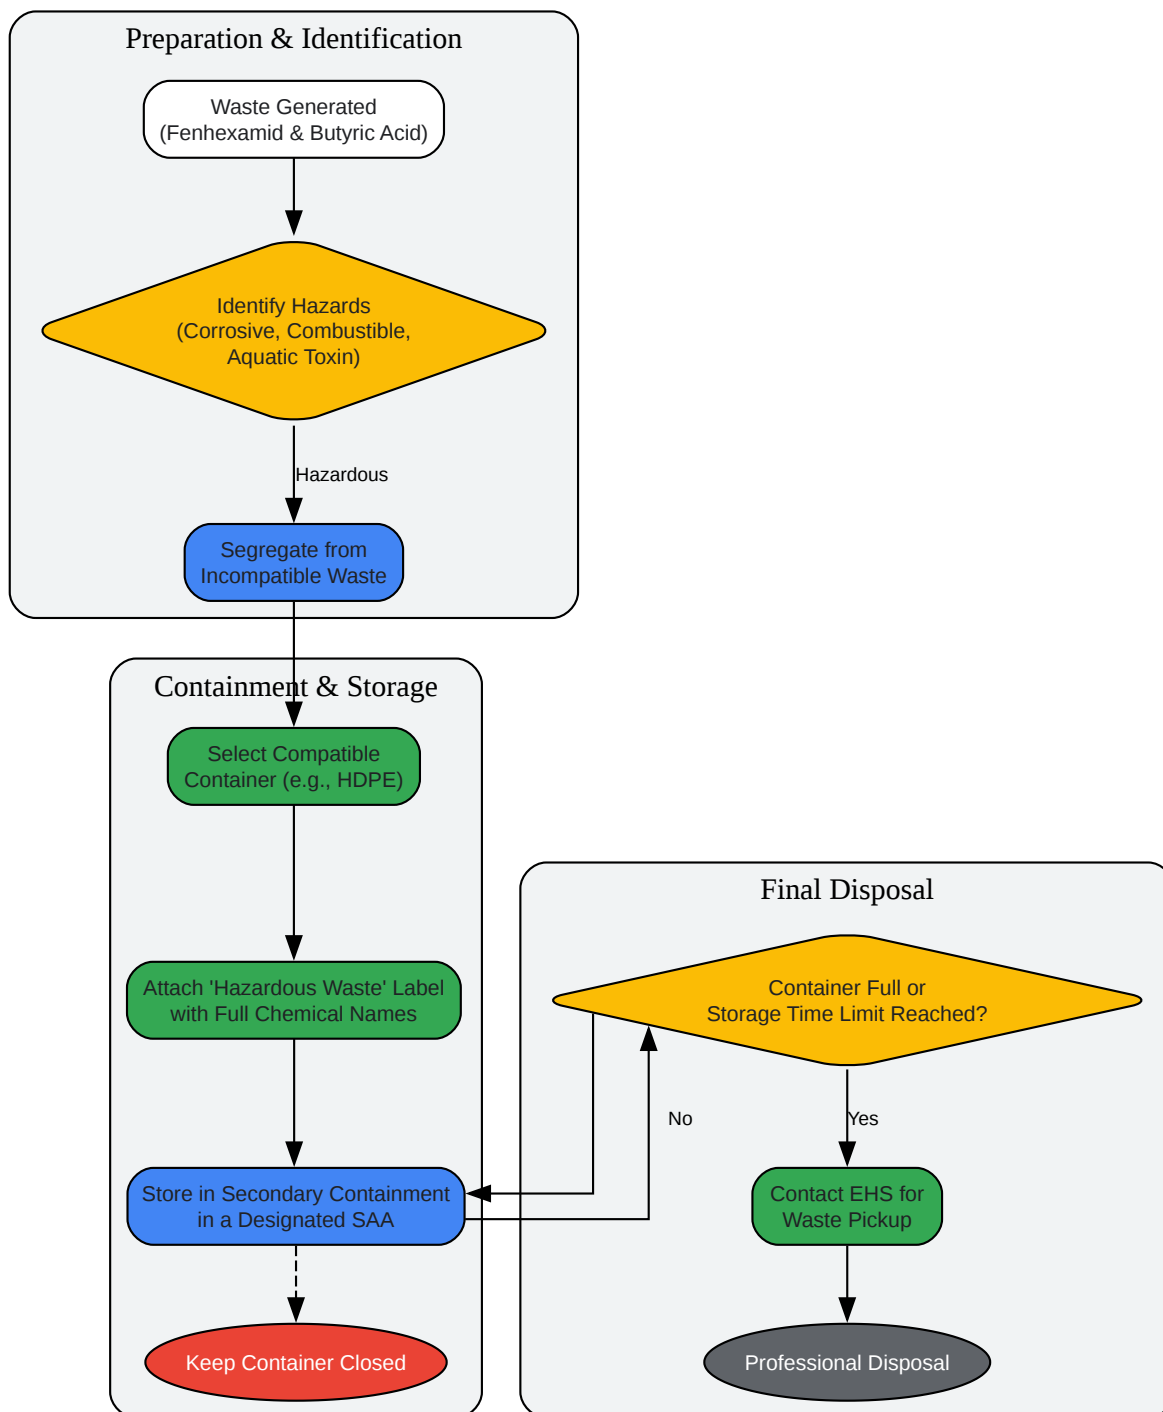 Preparation & Identification
Waste Generated
(Fenhexamid & Butyric Acid)
Identify Hazards
(Corrosive, Combustible,
Aquatic Toxin)
Hazardous
Segregate from
Incompatible Waste
Containment & Storage
Select Compatible
Container (e.g., HDPE)
Attach 'Hazardous Waste' Label
with Full Chemical Names
Store in Secondary Containment
in a Designated SAA
Keep Container Closed
Final Disposal
Container Full or
Storage Time Limit Reached?
No
Yes
Contact EHS for
Waste Pickup
Professional Disposal